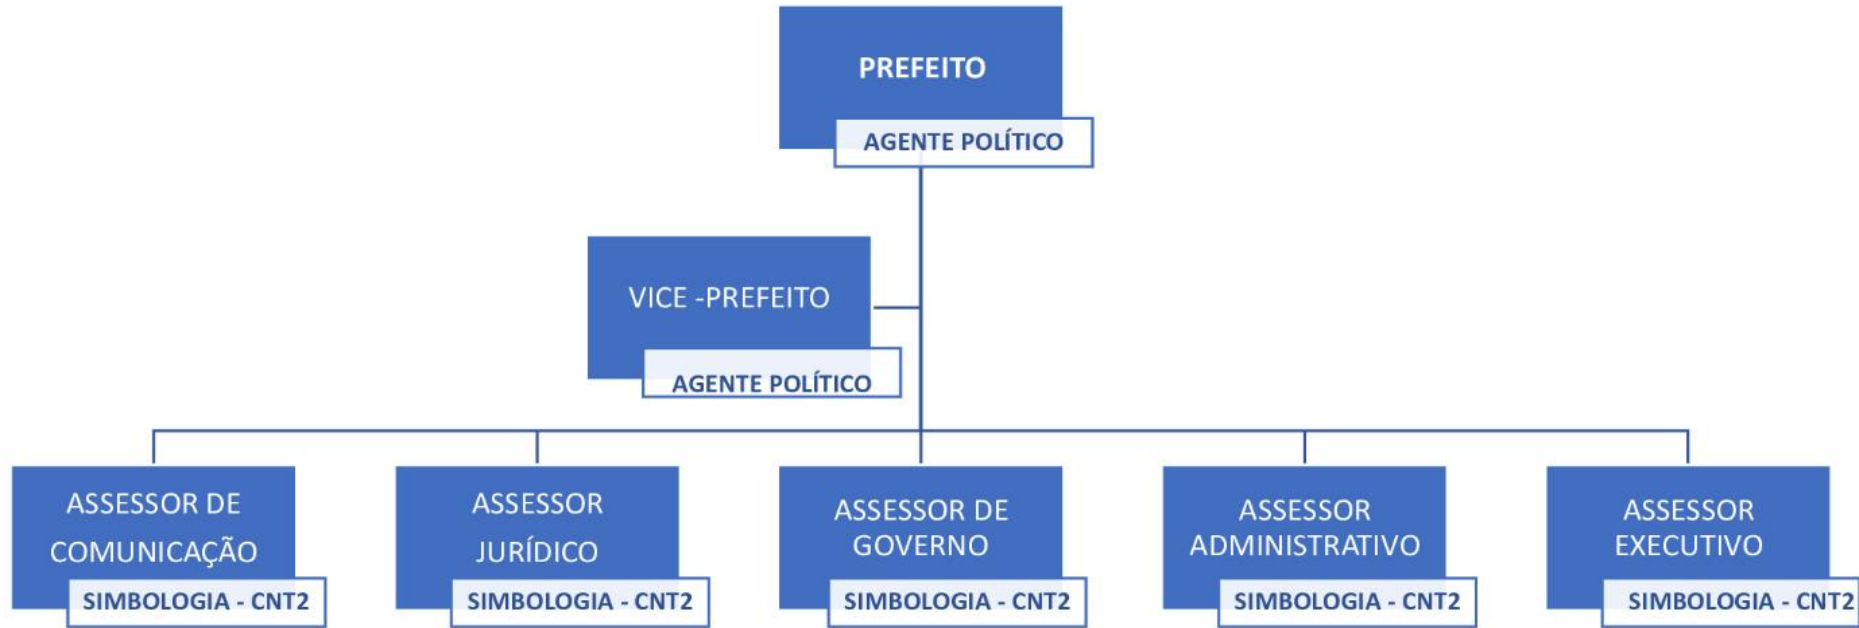 PREFEITO
AGENTE POLÍTICO
VICE -PREFEITO
AGENTE POLÍTICO
ASSESSOR DE
COMUNICAÇÃO
SIMBOLOGIA - CNT2
ASSESSOR
JURÍDICO
SIMBOLOGIA - CNT2
ASSESSOR DE
GOVERNO
SIMBOLOGIA - CNT2
ASSESSOR
ADMINISTRATIVO
SIMBOLOGIA - CNT2
ASSESSOR
EXECUTIVO
SIMBOLOGIA - CNT2